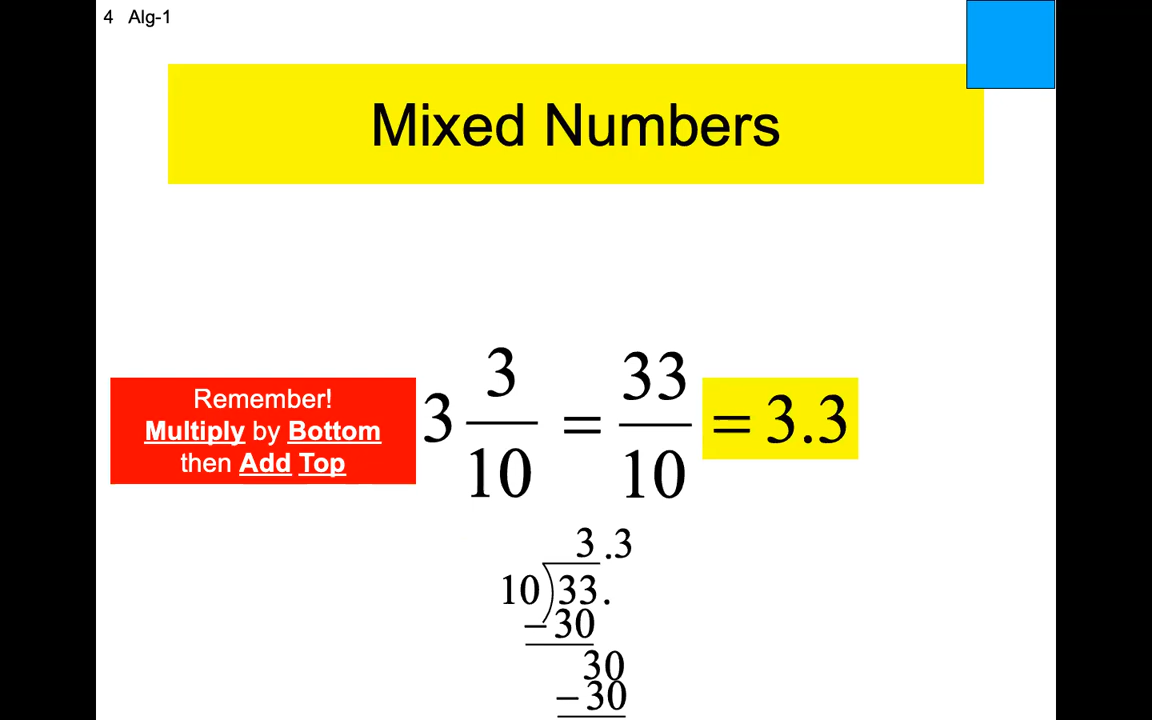 4 Alg-1
Mixed Numbers
Remember!
Multiply by Bottom
then Add Top
3 3/10 = 33/10 = 3.3
3.3
10)33.
−30
30
−30